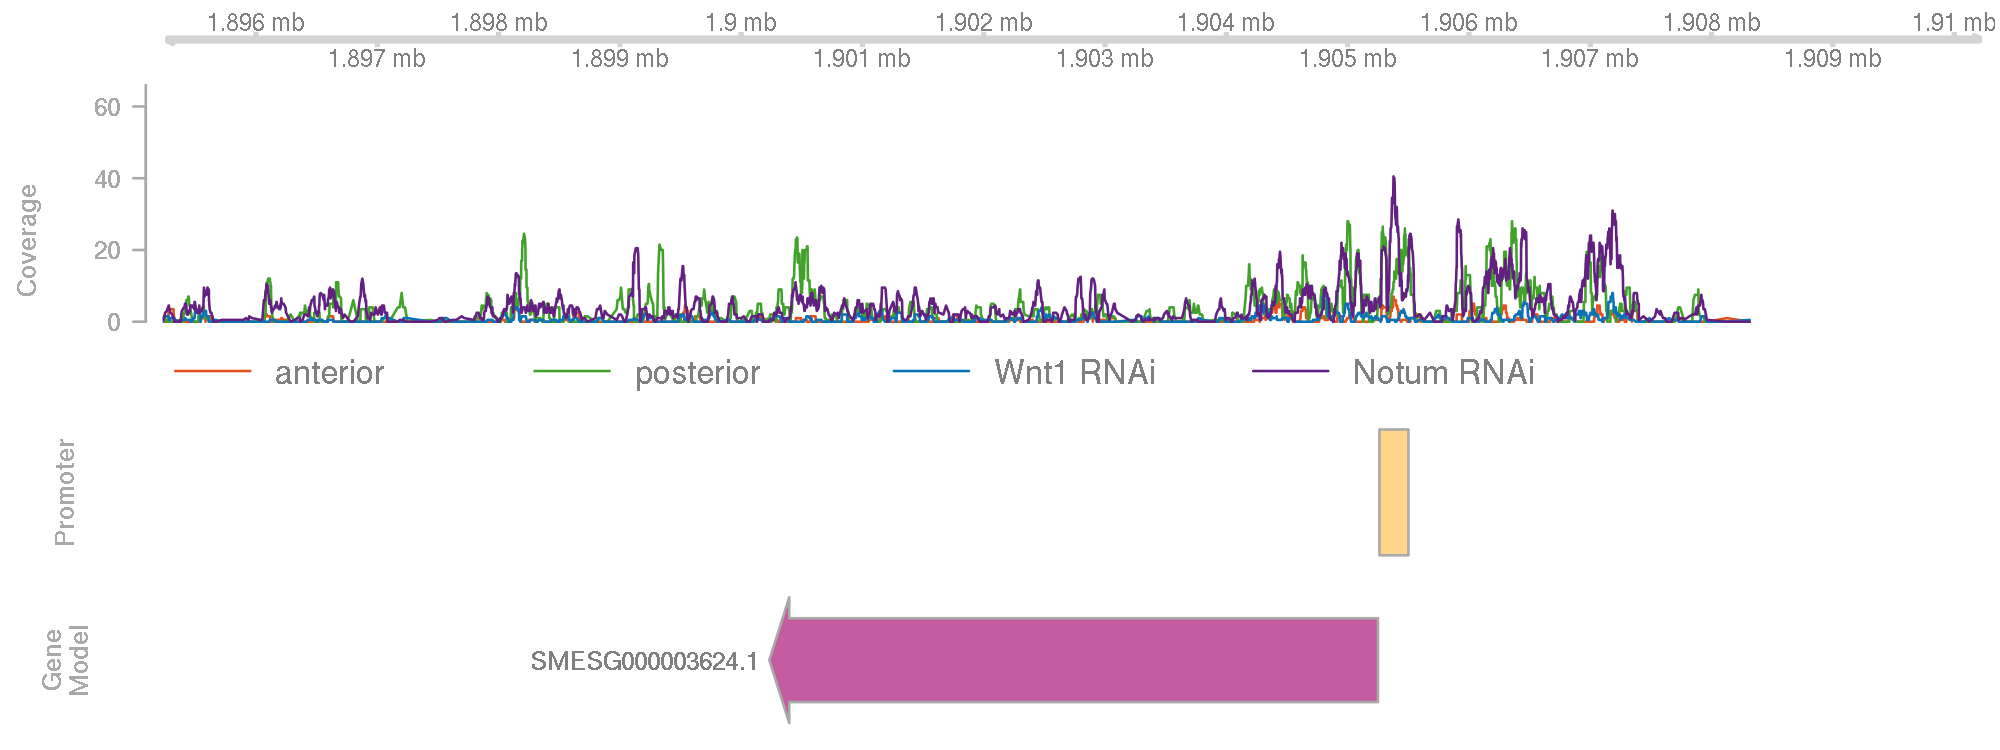 1.896 mb 1.898 mb 1.9 mb 1.902 mb 1.904 mb 1.906 mb 1.908 mb 1.91 mb
1.897 mb 1.899 mb 1.901 mb 1.903 mb 1.905 mb 1.907 mb 1.909 mb
60
40
20
0
Coverage
anterior posterior Wnt1 RNAi Notum RNAi
Promoter
SMESG000003624.1
Gene
Model